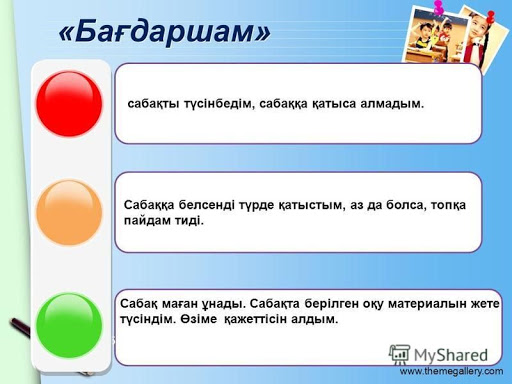 «Бағдаршам»
сабақты түсінбедім, сабаққа қатыса алмадым.
Сабаққа белсенді түрде қатыстым, аз да болса, топқа
пайдам тиді.
Сабақ маған ұнады. Сабақта берілген оқу материалын жете
түсіндім. Өзіме қажеттісін алдым.
MyShared
www.themegallery.com